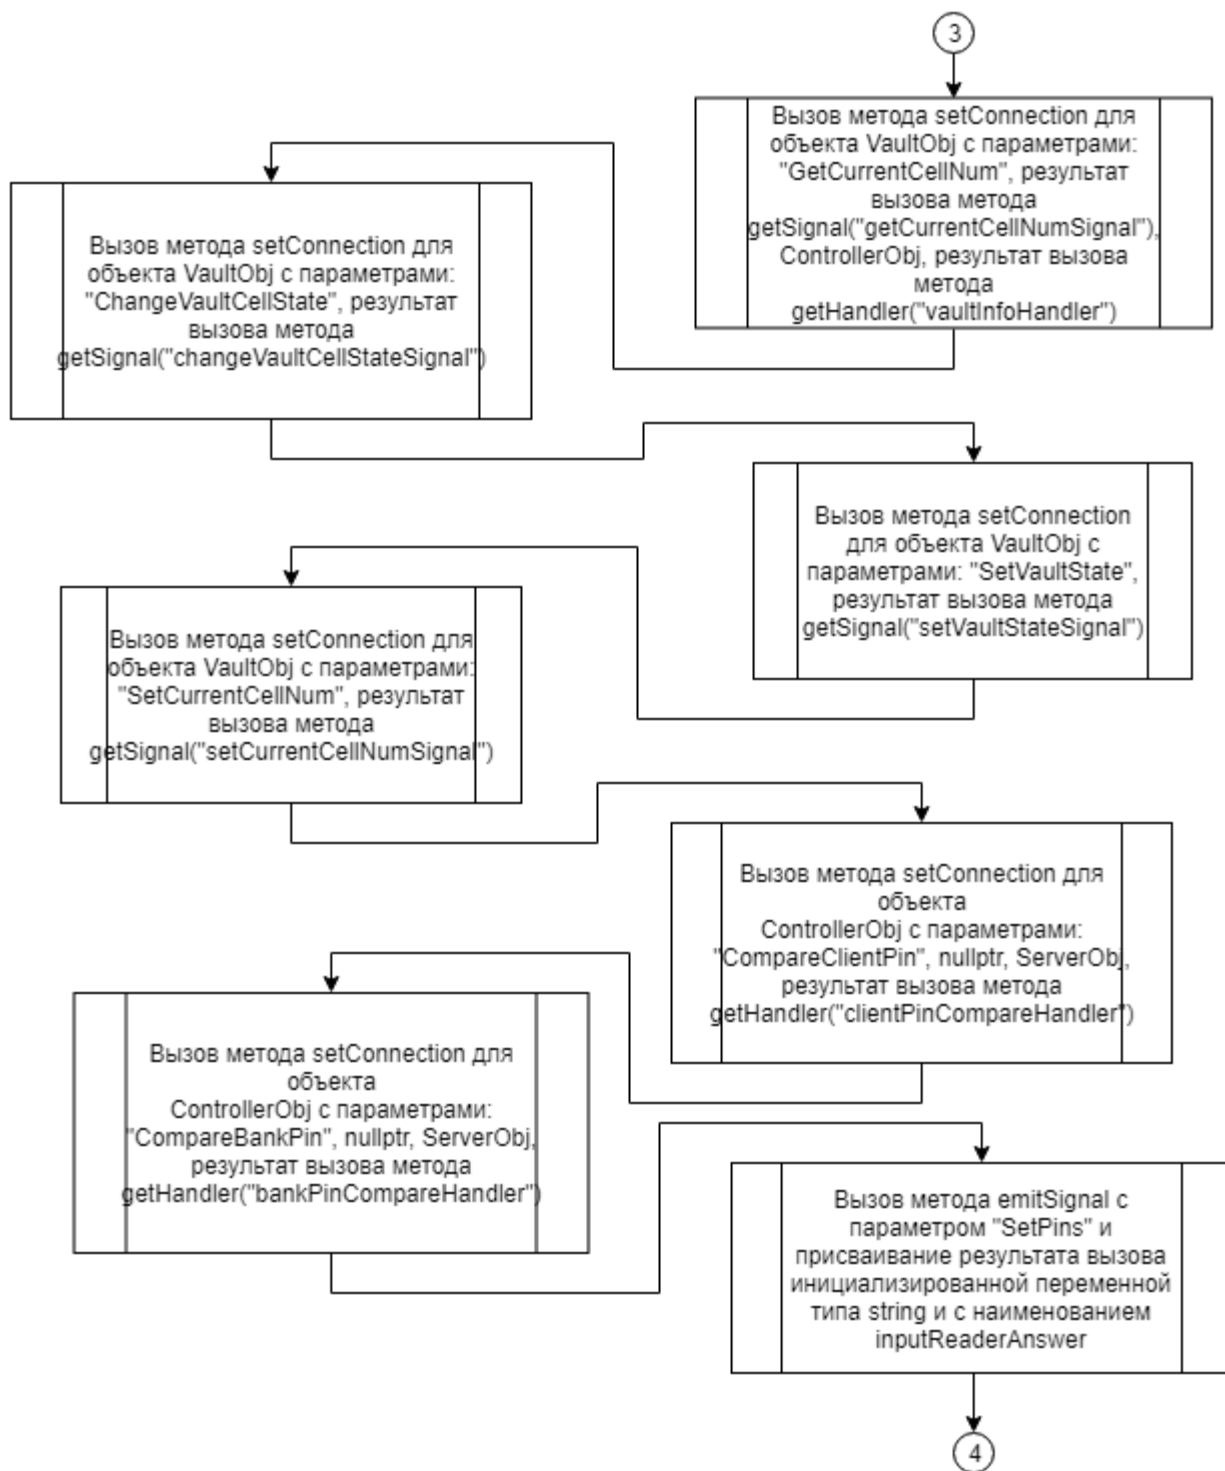 3
Вызов метода setConnection для
объекта VaultObj с параметрами:
"GetCurrentCellNum", результат
вызова метода
getSignal("getCurrentCellNumSignal"),
ControllerObj, результат вызова
метода
getHandler("vaultInfoHandler")
Вызов метода setConnection для
объекта VaultObj с параметрами:
"ChangeVaultCellState", результат
вызова метода
getSignal("changeVaultCellStateSignal")
Вызов метода setConnection
для объекта VaultObj с
параметрами: "SetVaultState",
результат вызова метода
getSignal("setVaultStateSignal")
Вызов метода setConnection для
объекта VaultObj с параметрами:
"SetCurrentCellNum", результат
вызова метода
getSignal("setCurrentCellNumSignal")
Вызов метода setConnection для
объекта
ControllerObj с параметрами:
"CompareClientPin", nullptr, ServerObj,
результат вызова метода
getHandler("clientPinCompareHandler")
Вызов метода setConnection для
объекта
ControllerObj с параметрами:
"CompareBankPin", nullptr, ServerObj,
результат вызова метода
getHandler("bankPinCompareHandler")
Вызов метода emitSignal с
параметром "SetPins" и
присваивание результата вызова
инициализированной переменной
типа string и с наименованием
inputReaderAnswer
4